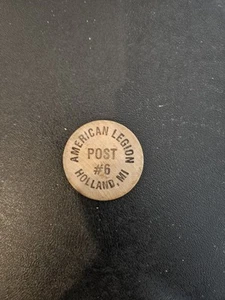 AMERICAN LEGION
POST
#6
HOLLAND, MI